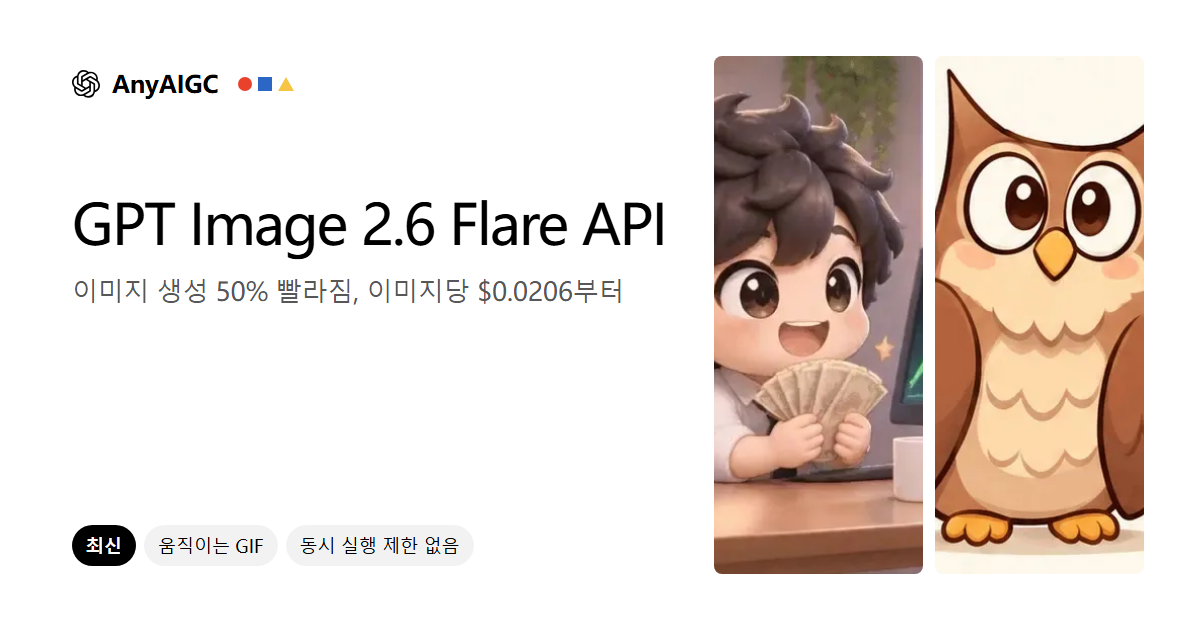 AnyAIGC
GPT Image 2.6 Flare API
이미지 생성 50% 빨라짐, 이미지당 $0.0206부터
최신
움직이는 GIF
동시 실행 제한 없음